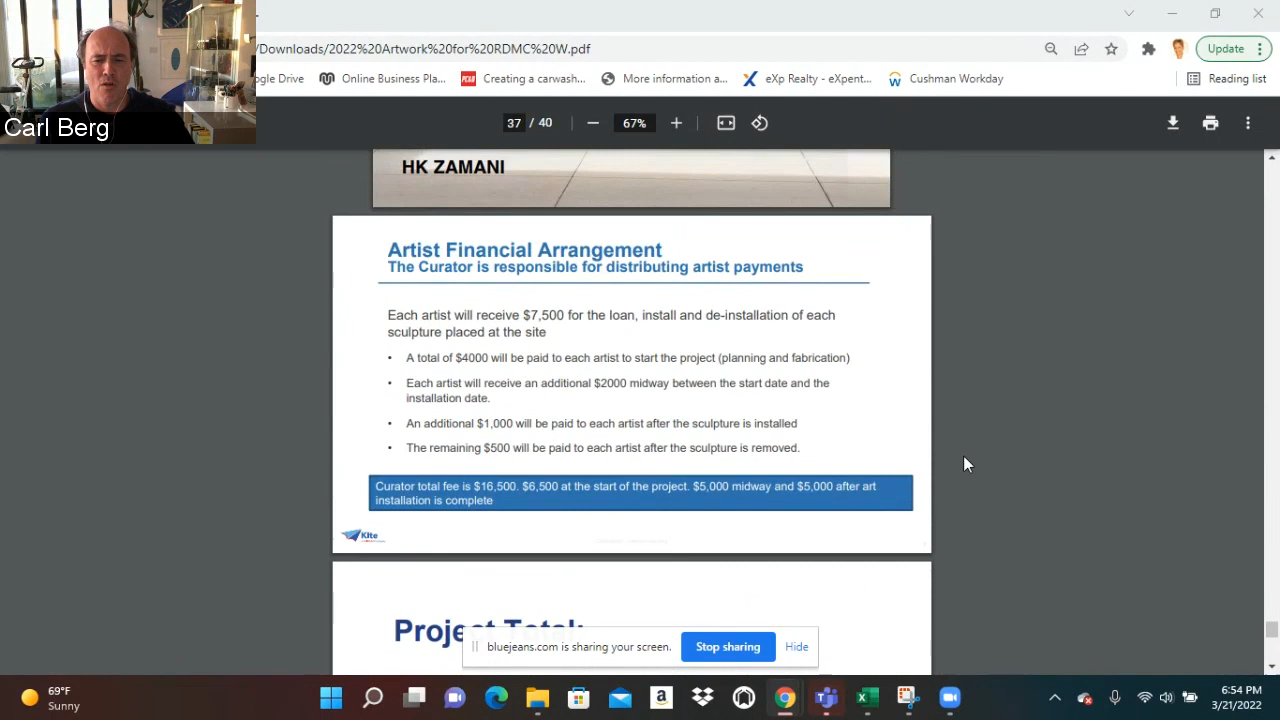 /Downloads/2022%20Artwork%20for%20RDMC%20W.pdf
Update
gle Drive
Online Business Pla...
Creating a carwash...
More information a...
eXp Realty - eXpent...
Cushman Workday
Reading list
Carl Berg
37 / 40
67%
HK ZAMANI
Artist Financial Arrangement
The Curator is responsible for distributing artist payments
Each artist will receive $7,500 for the loan, install and de-installation of each
sculpture placed at the site
• A total of $4000 will be paid to each artist to start the project (planning and fabrication)
• Each artist will receive an additional $2000 midway between the start date and the
installation date.
• An additional $1,000 will be paid to each artist after the sculpture is installed
• The remaining $500 will be paid to each artist after the sculpture is removed.
Curator total fee is $16,500. $6,500 at the start of the project. $5,000 midway and $5,000 after art
installation is complete
Kite
Project Total:
bluejeans.com is sharing your screen.
Stop sharing
Hide
69°F
Sunny
6:54 PM
3/21/2022